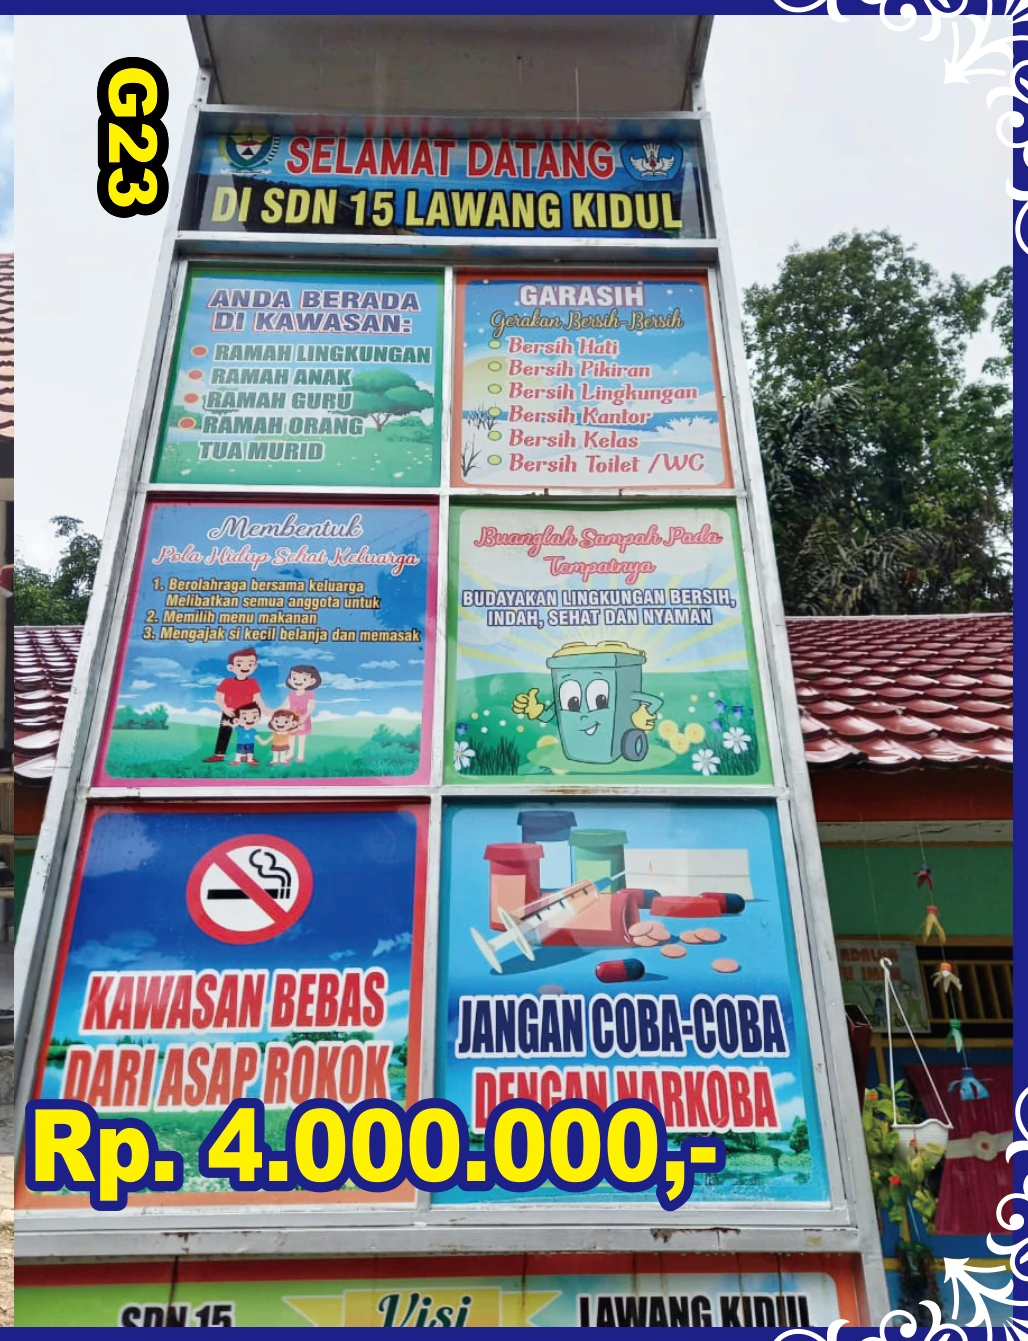 G23
SELAMAT DATANG
DI SDN 15 LAWANG KIDUL
ANDA BERADA
DI KAWASAN:
RAMAH LINGKUNGAN
RAMAH ANAK
RAMAH GURU
RAMAH ORANG
TUA MURID
GARASIH
Gerakan Bersih-Bersih
Bersih Hati
Bersih Pikiran
Bersih Lingkungan
Bersih Kantor
Bersih Kelas
Bersih Toilet /WC
Membentuk
Pola Hidup Sehat Keluarga
1. Berolahraga bersama keluarga
Melibatkan semua anggota untuk
2. Memilih menu makanan
3. Mengajak si kecil belanja dan memasak
Buanglah Sampah Pada
Tempatnya
BUDAYAKAN LINGKUNGAN BERSIH,
INDAH, SEHAT DAN NYAMAN
KAWASAN BEBAS
DARI ASAP ROKOK
JANGAN COBA-COBA
DENGAN NARKOBA
Rp. 4.000.000,-
SDN 15
Visi
LAWANG KIDUL